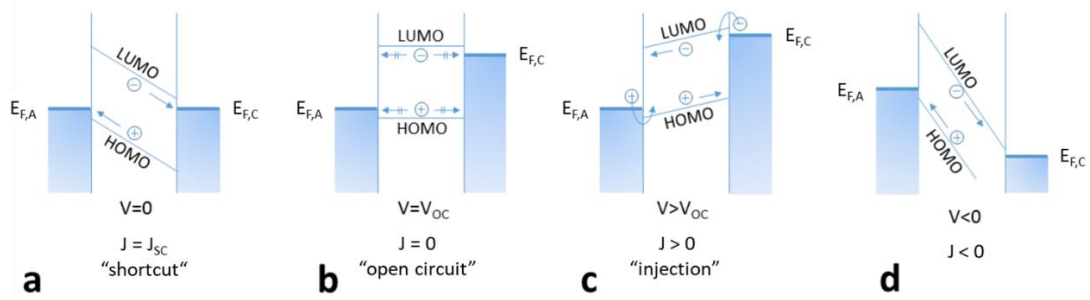 LUMO
E_F,A
E_F,C
HOMO
V=0
J = J_SC
"shortcut"
a
LUMO
E_F,C
E_F,A
HOMO
V=V_OC
J = 0
"open circuit"
b
LUMO
E_F,C
E_F,A
HOMO
V>V_OC
J > 0
"injection"
c
LUMO
E_F,A
HOMO
E_F,C
V<0
J < 0
d